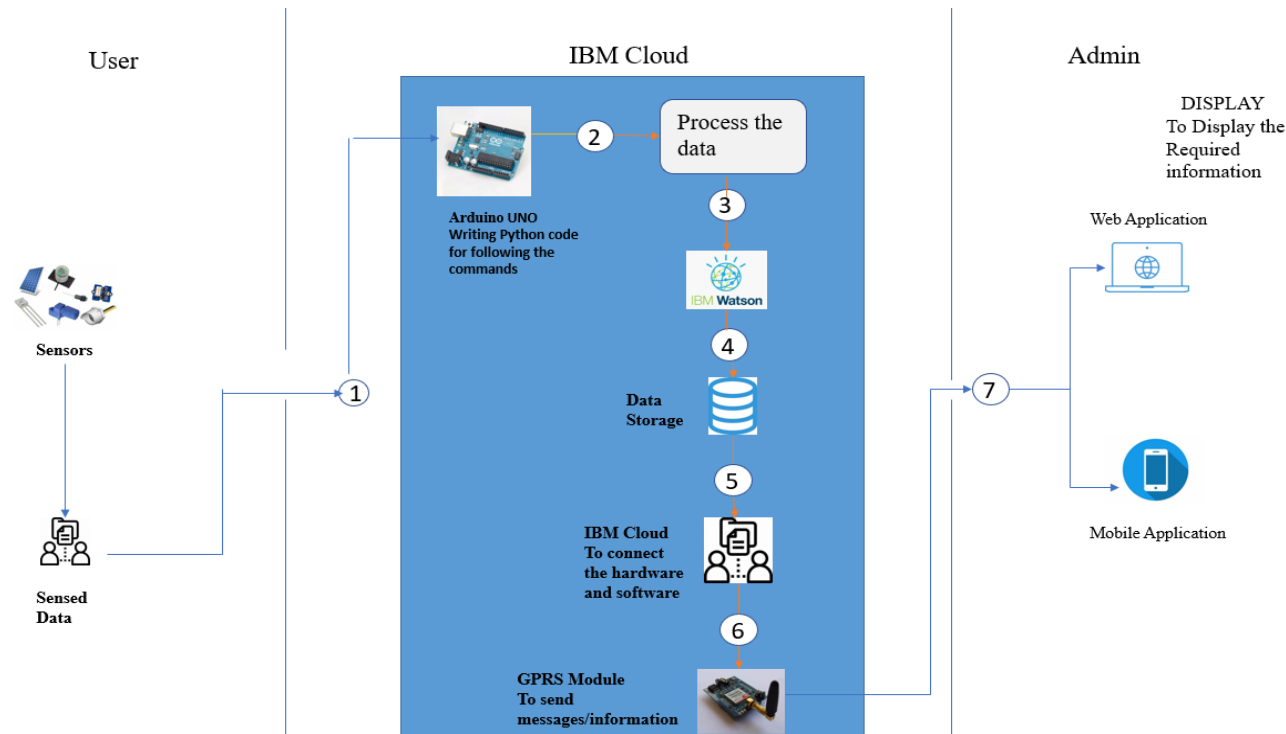 User
IBM Cloud
Admin
DISPLAY
To Display the
Required
information
2
Process the
data
Arduino UNO
Writing Python code
for following the
commands
3
Web Application
IBM Watson
Sensors
4
1
Data
Storage
7
5
IBM Cloud
To connect
the hardware
and software
Mobile Application
Sensed
Data
6
GPRS Module
To send
messages/information